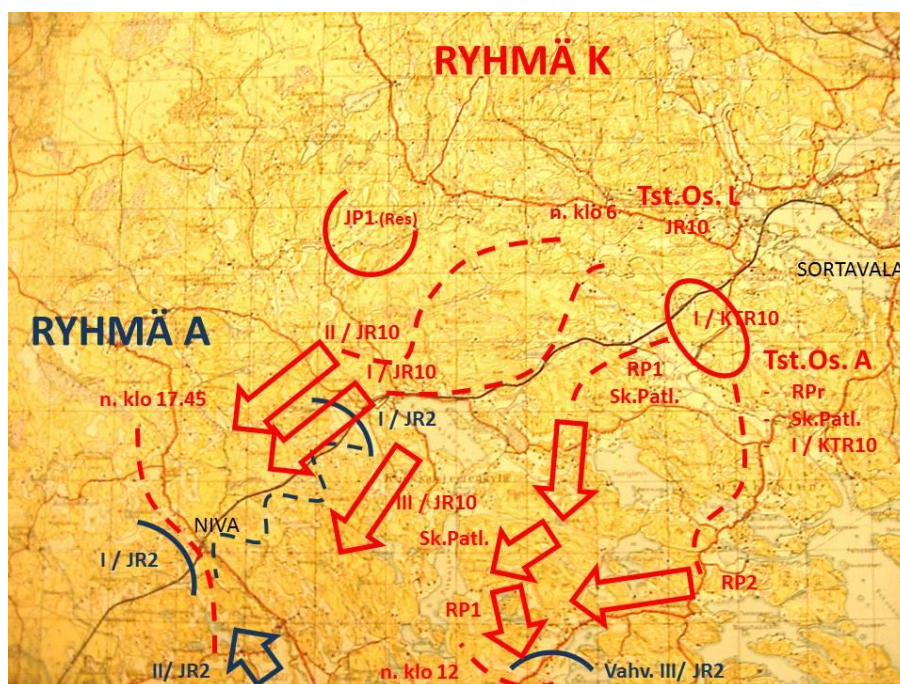 RYHMÄ K
Tst.Os. L
- JR10
n. klo 6
JP1 (Res)
SORTAVALA
RYHMÄ A
II / JR10
I / KTR10
I / JR10
RP1
Sk.Patl.
Tst.Os. A
- RPr
- Sk.Patl.
- I / KTR10
n. klo 17.45
I / JR2
III / JR10
NIVA
Sk.Patl.
I / JR2
RP1
RP2
II/ JR2
n. klo 12
Vahv. III/ JR2